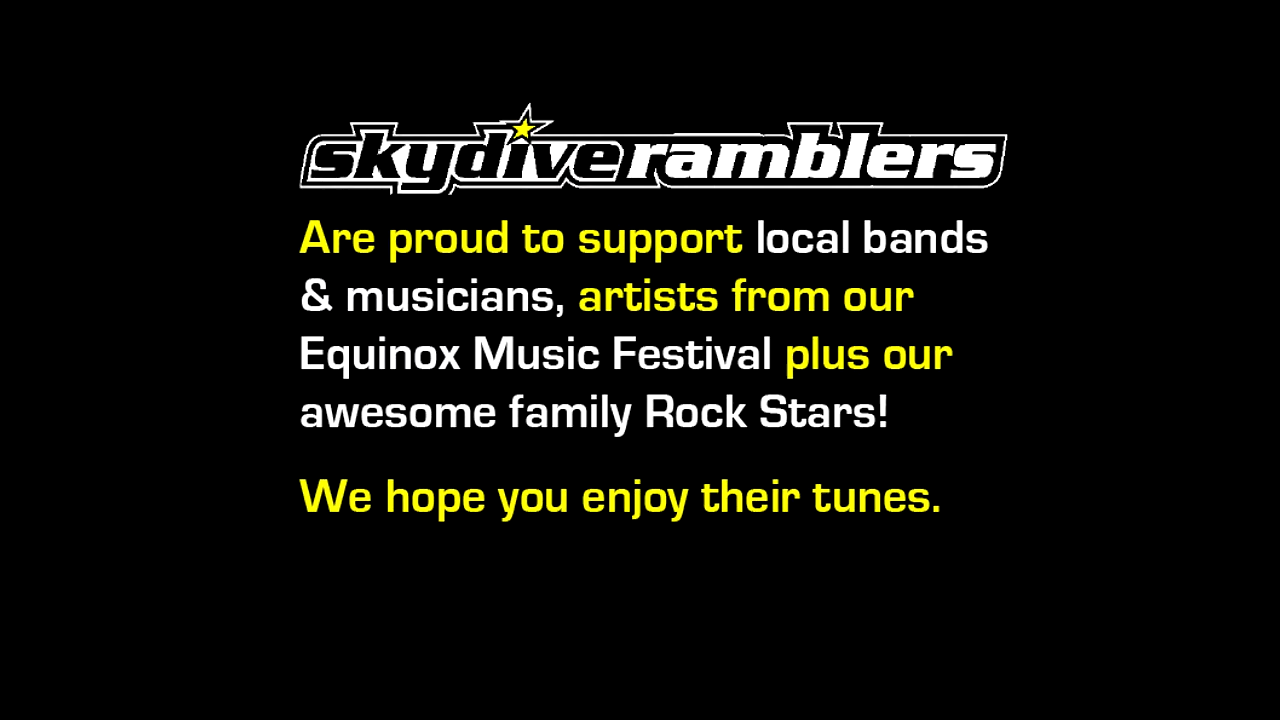 skydiveramblers
Are proud to support local bands
& musicians, artists from our
Equinox Music Festival plus our
awesome family Rock Stars!
We hope you enjoy their tunes.